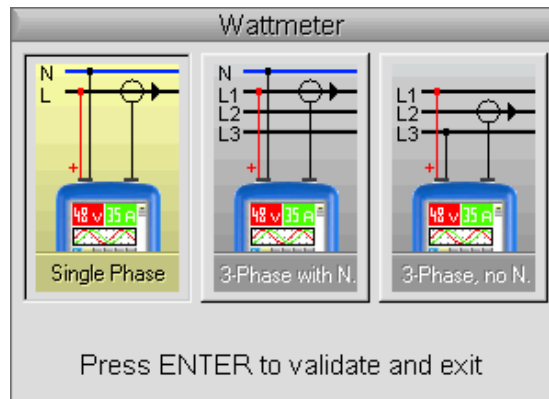 Wattmeter
N
L
+
48 V 35 A
Single Phase
N
L1
L2
L3
+
48 V 35 A
3-Phase with N.
L1
L2
L3
+
48 V 35 A
3-Phase, no N.
Press ENTER to validate and exit